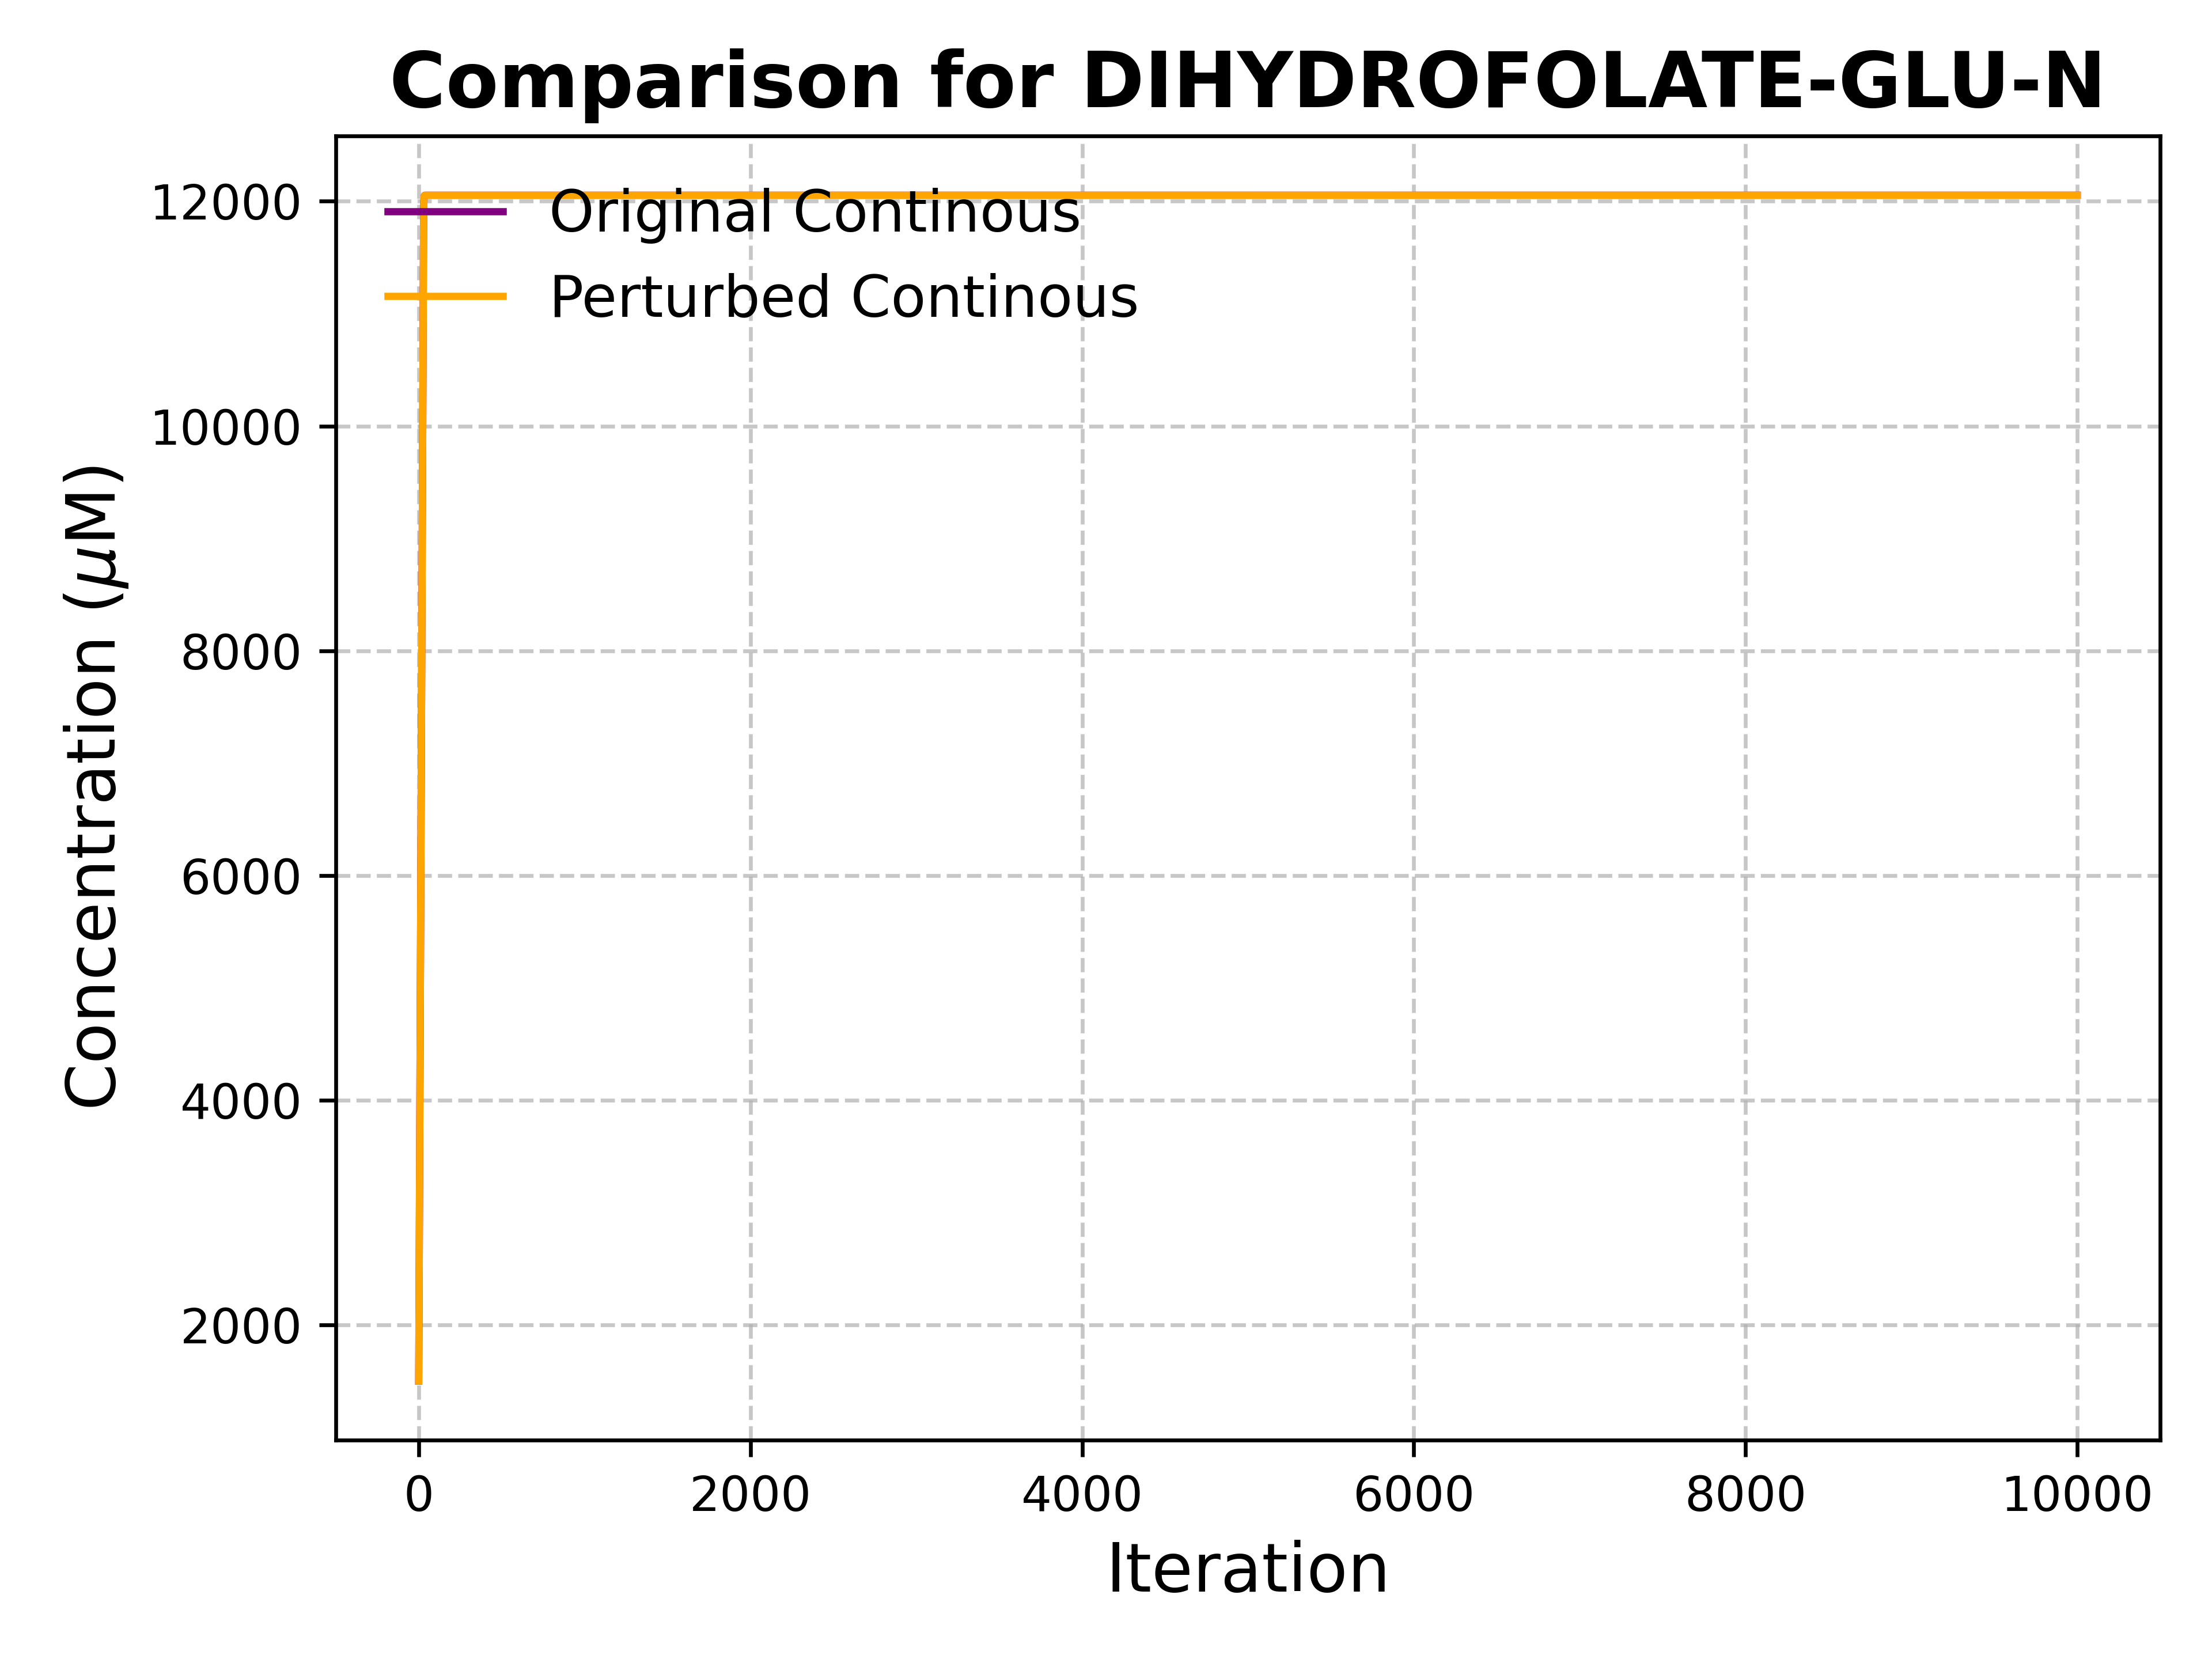 Comparison for DIHYDROFOLATE-GLU-N
Original Continous
Perturbed Continous
12000
10000
8000
6000
4000
2000
Concentration (μM)
0 2000 4000 6000 8000 10000
Iteration